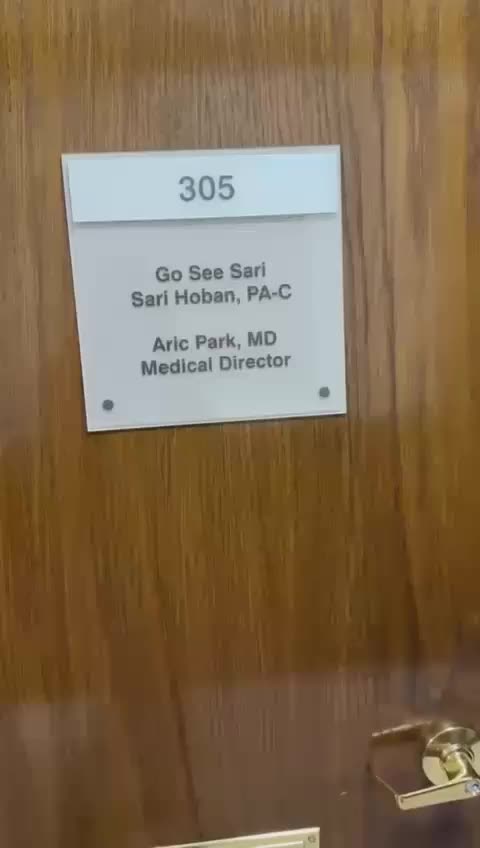 305
Go See Sari
Sari Hoban, PA-C
Aric Park, MD
Medical Director